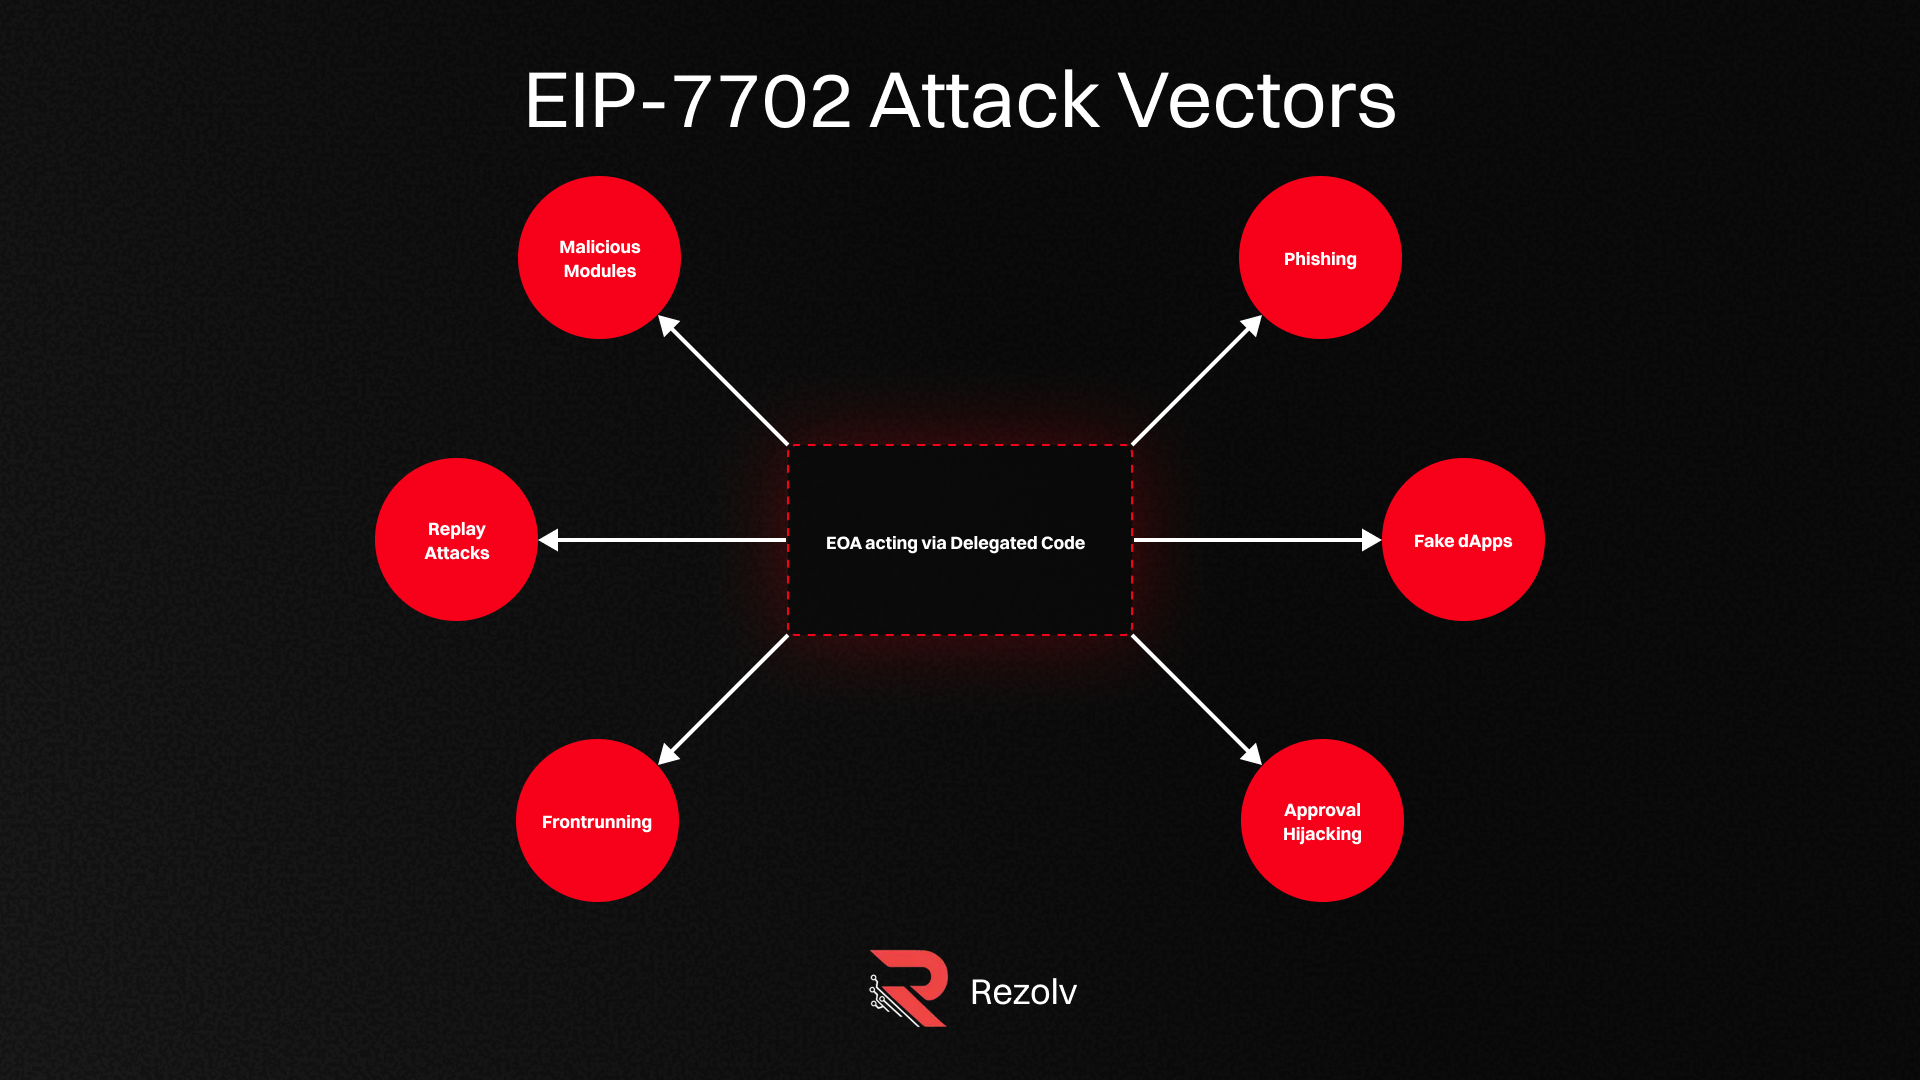 EIP-7702 Attack Vectors
Malicious
Modules
Phishing
Replay
Attacks
EOA acting via Delegated Code
Fake dApps
Frontrunning
Approval
Hijacking
Rezolv